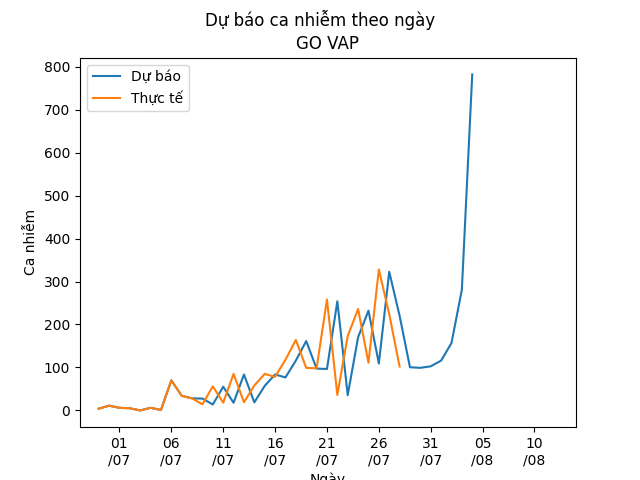 Dự báo ca nhiễm theo ngày
GO VAP
Dự báo
Thực tế
Ca nhiễm
800
700
600
500
400
300
200
100
0
01 06 11 16 21 26 31 05 10
/07 /07 /07 /07 /07 /07 /07 /08 /08
Ngày